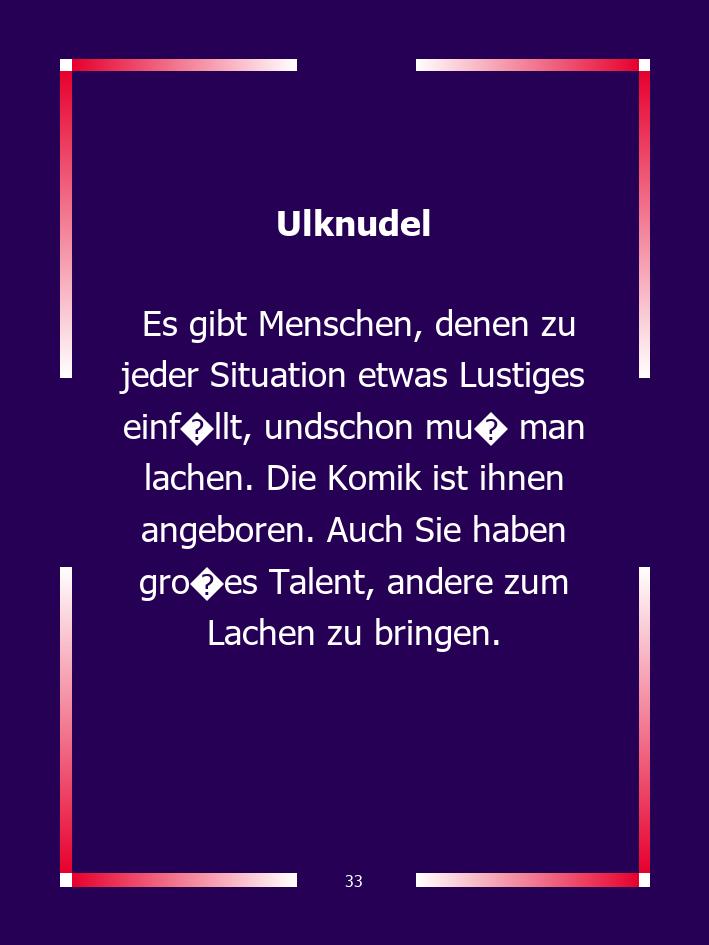 Ulknudel
Es gibt Menschen, denen zu
jeder Situation etwas Lustiges
einf�llt, undschon mu� man
lachen. Die Komik ist ihnen
angeboren. Auch Sie haben
gro�es Talent, andere zum
Lachen zu bringen.
33